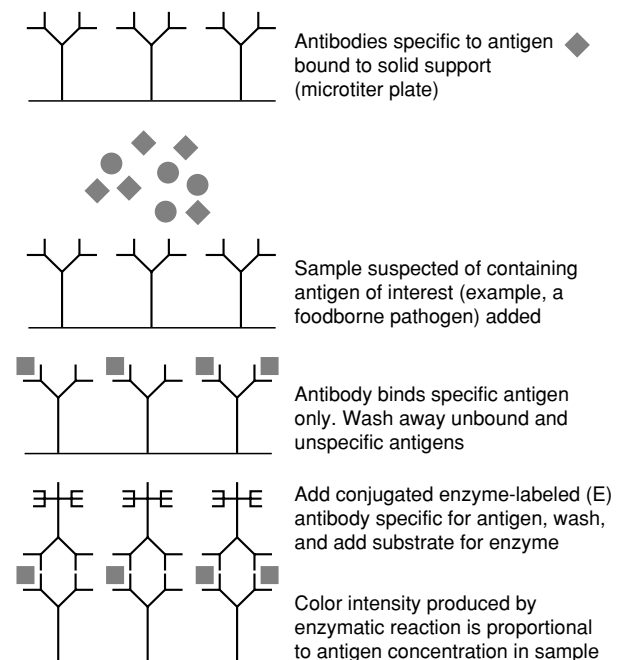 Antibodies specific to antigen
bound to solid support
(microtiter plate)
Sample suspected of containing
antigen of interest (example, a
foodborne pathogen) added
Antibody binds specific antigen
only. Wash away unbound and
unspecific antigens
Add conjugated enzyme-labeled (E)
antibody specific for antigen, wash,
and add substrate for enzyme
Color intensity produced by
enzymatic reaction is proportional
to antigen concentration in sample